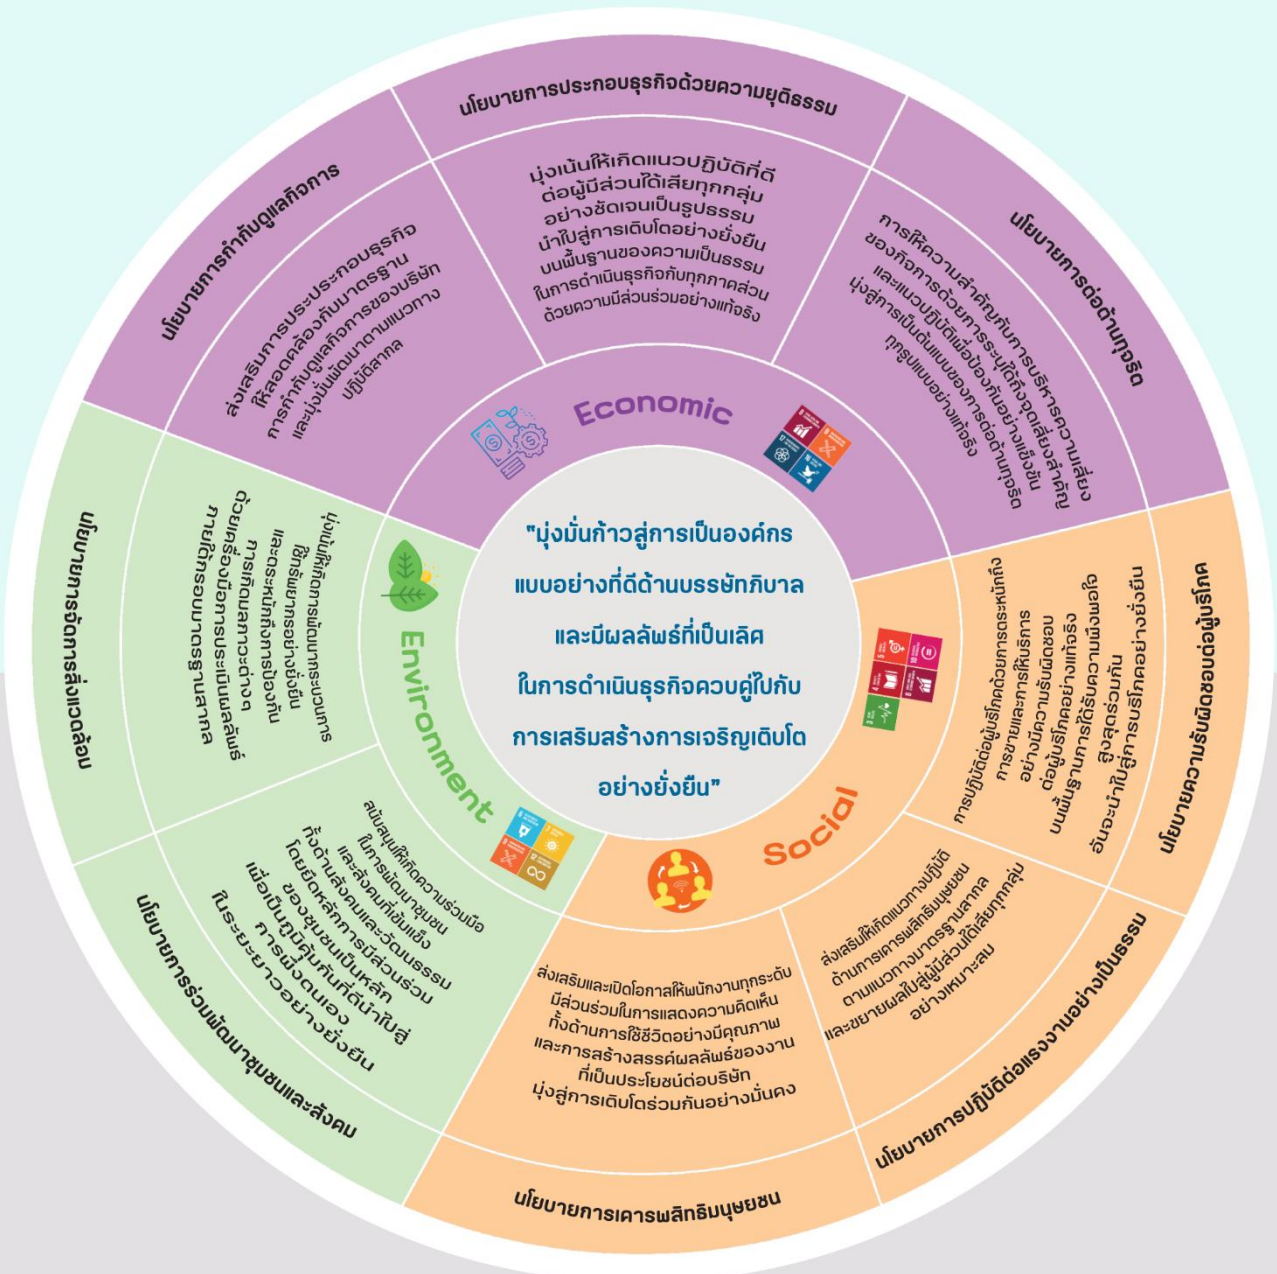 นโยบายการกำกับดูแลกิจการ
ส่งเสริมการประประกอบธุรกิจ
ให้สอดคล้องกับมาตรฐาน
การกำกับดูแลกิจการของบริษัท
และมุ่งมั่นพัฒนาตามแนวทาง
ปฏิบัติสากล
นโยบายการประกอบธุรกิจด้วยความยุติธรรม
มุ่งเน้นให้เกิดแนวปฏิบัติที่ดี
ต่อผู้มีส่วนได้เสียทุกกลุ่ม
อย่างชัดเจนเป็นรูปธรรม
นำไปสู่การเติบโตอย่างยั่งยืน
บนพื้นฐานของความเป็นธรรม
ในการดำเนินธุรกิจกับทุกภาคส่วน
ด้วยความมีส่วนร่วมอย่างแท้จริง
นโยบายการต่อต้านทุจริต
การให้ความสำคัญกับการบริหารความเสี่ยง
ของกิจการด้วยการระบุได้ถึงจุดเสี่ยงสำคัญ
และแนวปฏิบัติเพื่อป้องกันอย่างแข็งขัน
มุ่งสู่การเป็นต้นแบบของการต่อต้านทุจริต
ทุกรูปแบบอย่างแท้จริง
Economic
"มุ่งมั่นก้าวสู่การเป็นองค์กร
แบบอย่างที่ดีด้านบรรษัทภิบาล
และมีผลลัพธ์ที่เป็นเลิศ
ในการดำเนินธุรกิจควบคู่ไปกับ
การเสริมสร้างการเจริญเติบโต
อย่างยั่งยืน"
นโยบายความรับผิดชอบต่อผู้บริโภค
การปฏิบัติต่อผู้บริโภคด้วยการตระหนักถึง
การขายและการให้บริการ
อย่างมีความรับผิดชอบ
ต่อผู้บริโภคอย่างแท้จริง
บนพื้นฐานการได้รับความพึงพอใจ
สูงสุดร่วมกัน
อันจะนำไปสู่การบริโภคอย่างยั่งยืน
Social
นโยบายการปฏิบัติต่อแรงงานอย่างเป็นธรรม
ส่งเสริมให้เกิดแนวทางปฏิบัติ
ด้านการเคารพสิทธิมนุษยชน
ตามแนวทางมาตรฐานสากล
และขยายผลไปสู่ผู้มีส่วนได้เสียทุกกลุ่ม
อย่างเหมาะสม
นโยบายการเคารพสิทธิมนุษยชน
ส่งเสริมและเปิดโอกาสให้พนักงานทุกระดับ
มีส่วนร่วมในการแสดงความคิดเห็น
ทั้งด้านการใช้ชีวิตอย่างมีคุณภาพ
และการสร้างสรรค์ผลลัพธ์ของงาน
ที่เป็นประโยชน์ต่อบริษัท
มุ่งสู่การเติบโตร่วมกันอย่างมั่นคง
Environment
นโยบายการจัดการสิ่งแวดล้อม
มุ่งเน้นให้เกิดการพัฒนากระบวนการ
ใช้ทรัพยากรอย่างยั่งยืน
และตระหนักถึงการป้องกัน
การเกิดมลภาวะต่างๆ
ด้วยเครื่องมือการประเมินผลลัพธ์
ภายใต้กรอบมาตรฐานสากล
นโยบายการร่วมพัฒนาชุมชนและสังคม
สนับสนุนให้เกิดความร่วมมือ
ในการพัฒนาชุมชน
และสังคมที่เข้มแข็ง
ทั้งด้านสังคมและวัฒนธรรม
โดยยึดหลักการมีส่วนร่วม
ของชุมชนเป็นหลัก
การพึ่งตนเอง
เพื่อเป็นภูมิคุ้มกันที่ดีนำไปสู่
ในระยะยาวอย่างยั่งยืน